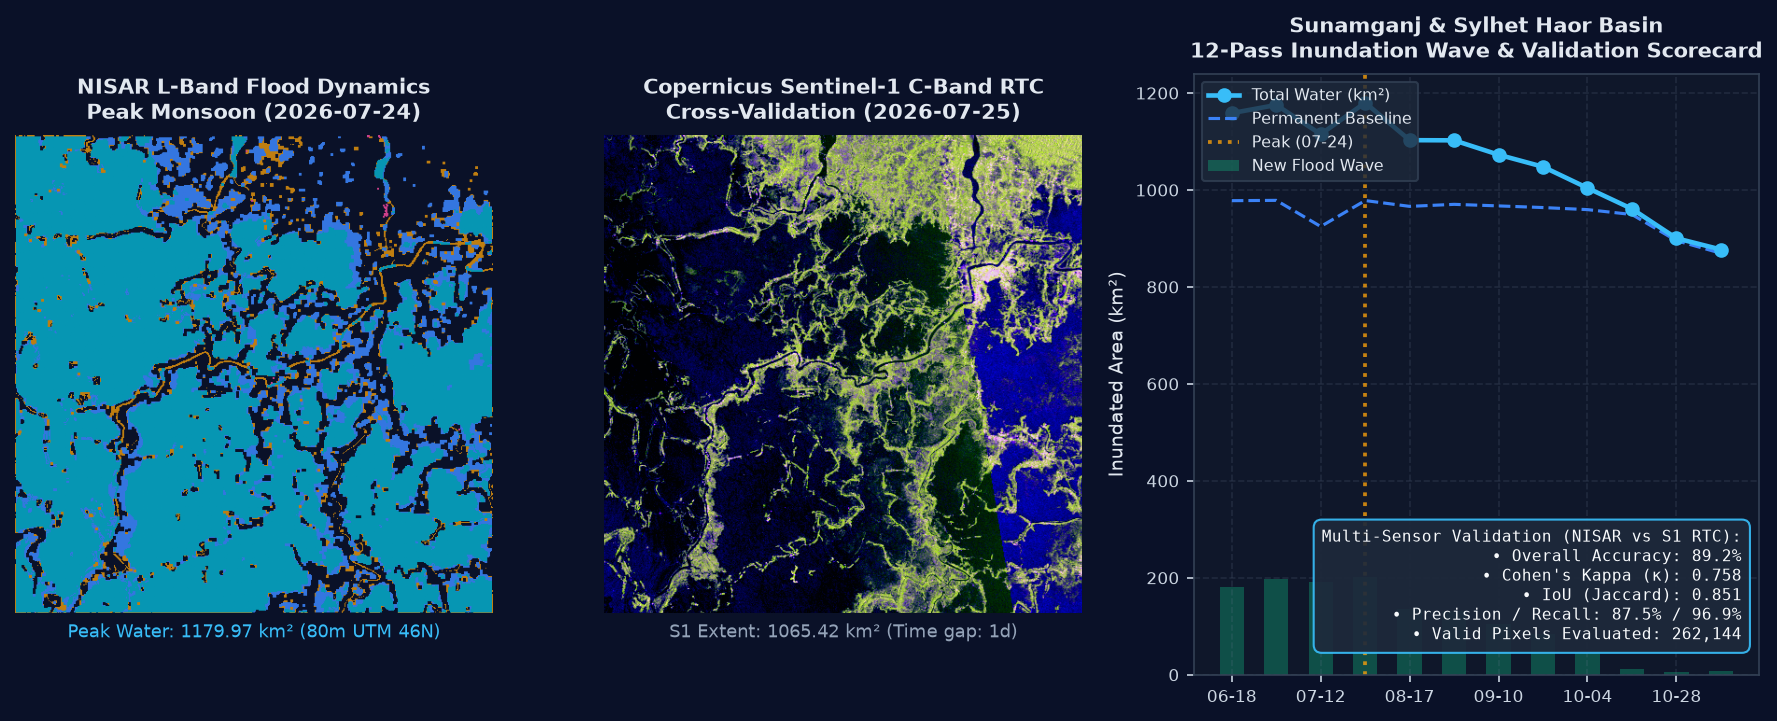 NISAR L-Band Flood Dynamics
Peak Monsoon (2026-07-24)
Peak Water: 1179.97 km² (80m UTM 46N)
Copernicus Sentinel-1 C-Band RTC
Cross-Validation (2026-07-25)
S1 Extent: 1065.42 km² (Time gap: 1d)
Sunamganj & Sylhet Haor Basin
12-Pass Inundation Wave & Validation Scorecard
Total Water (km²)
Permanent Baseline
Peak (07-24)
New Flood Wave
Inundated Area (km²)
1200
1000
800
600
400
200
0
Multi-Sensor Validation (NISAR vs S1 RTC):
• Overall Accuracy: 89.2%
• Cohen's Kappa (κ): 0.758
• IoU (Jaccard): 0.851
• Precision / Recall: 87.5% / 96.9%
• Valid Pixels Evaluated: 262,144
06-18 07-12 08-17 09-10 10-04 10-28